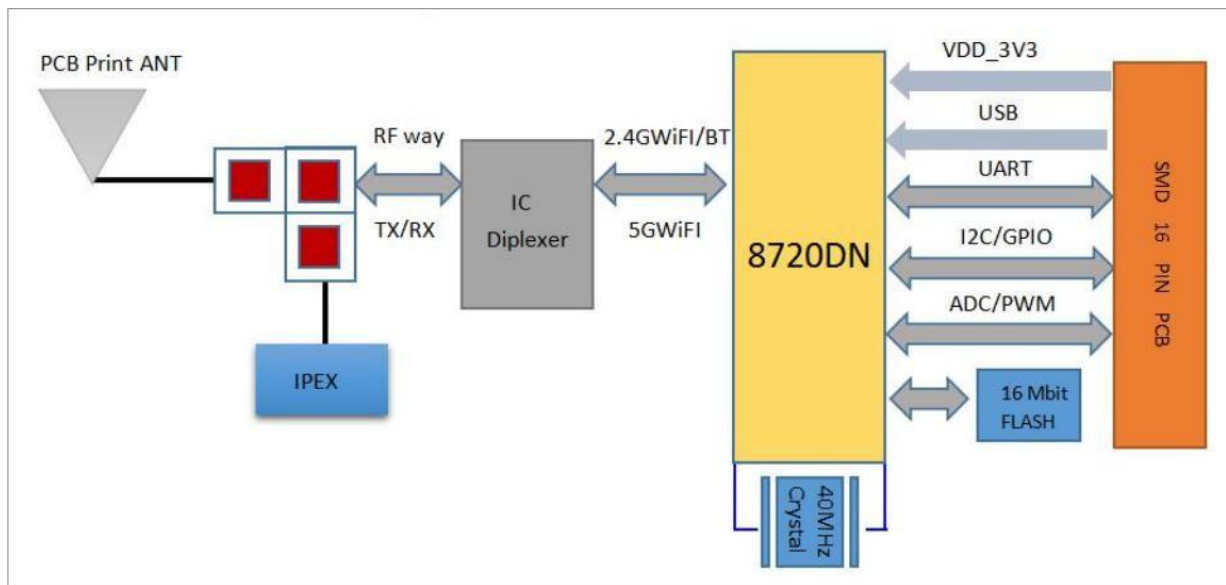 PCB Print ANT
RF way
TX/RX
IPEX
IC
Diplexer
2.4GWiFI/BT
5GWiFI
8720DN
40MHz
Crystal
VDD_3V3
USB
UART
I2C/GPIO
ADC/PWM
16 Mbit
FLASH
SMD 16 PIN PCB